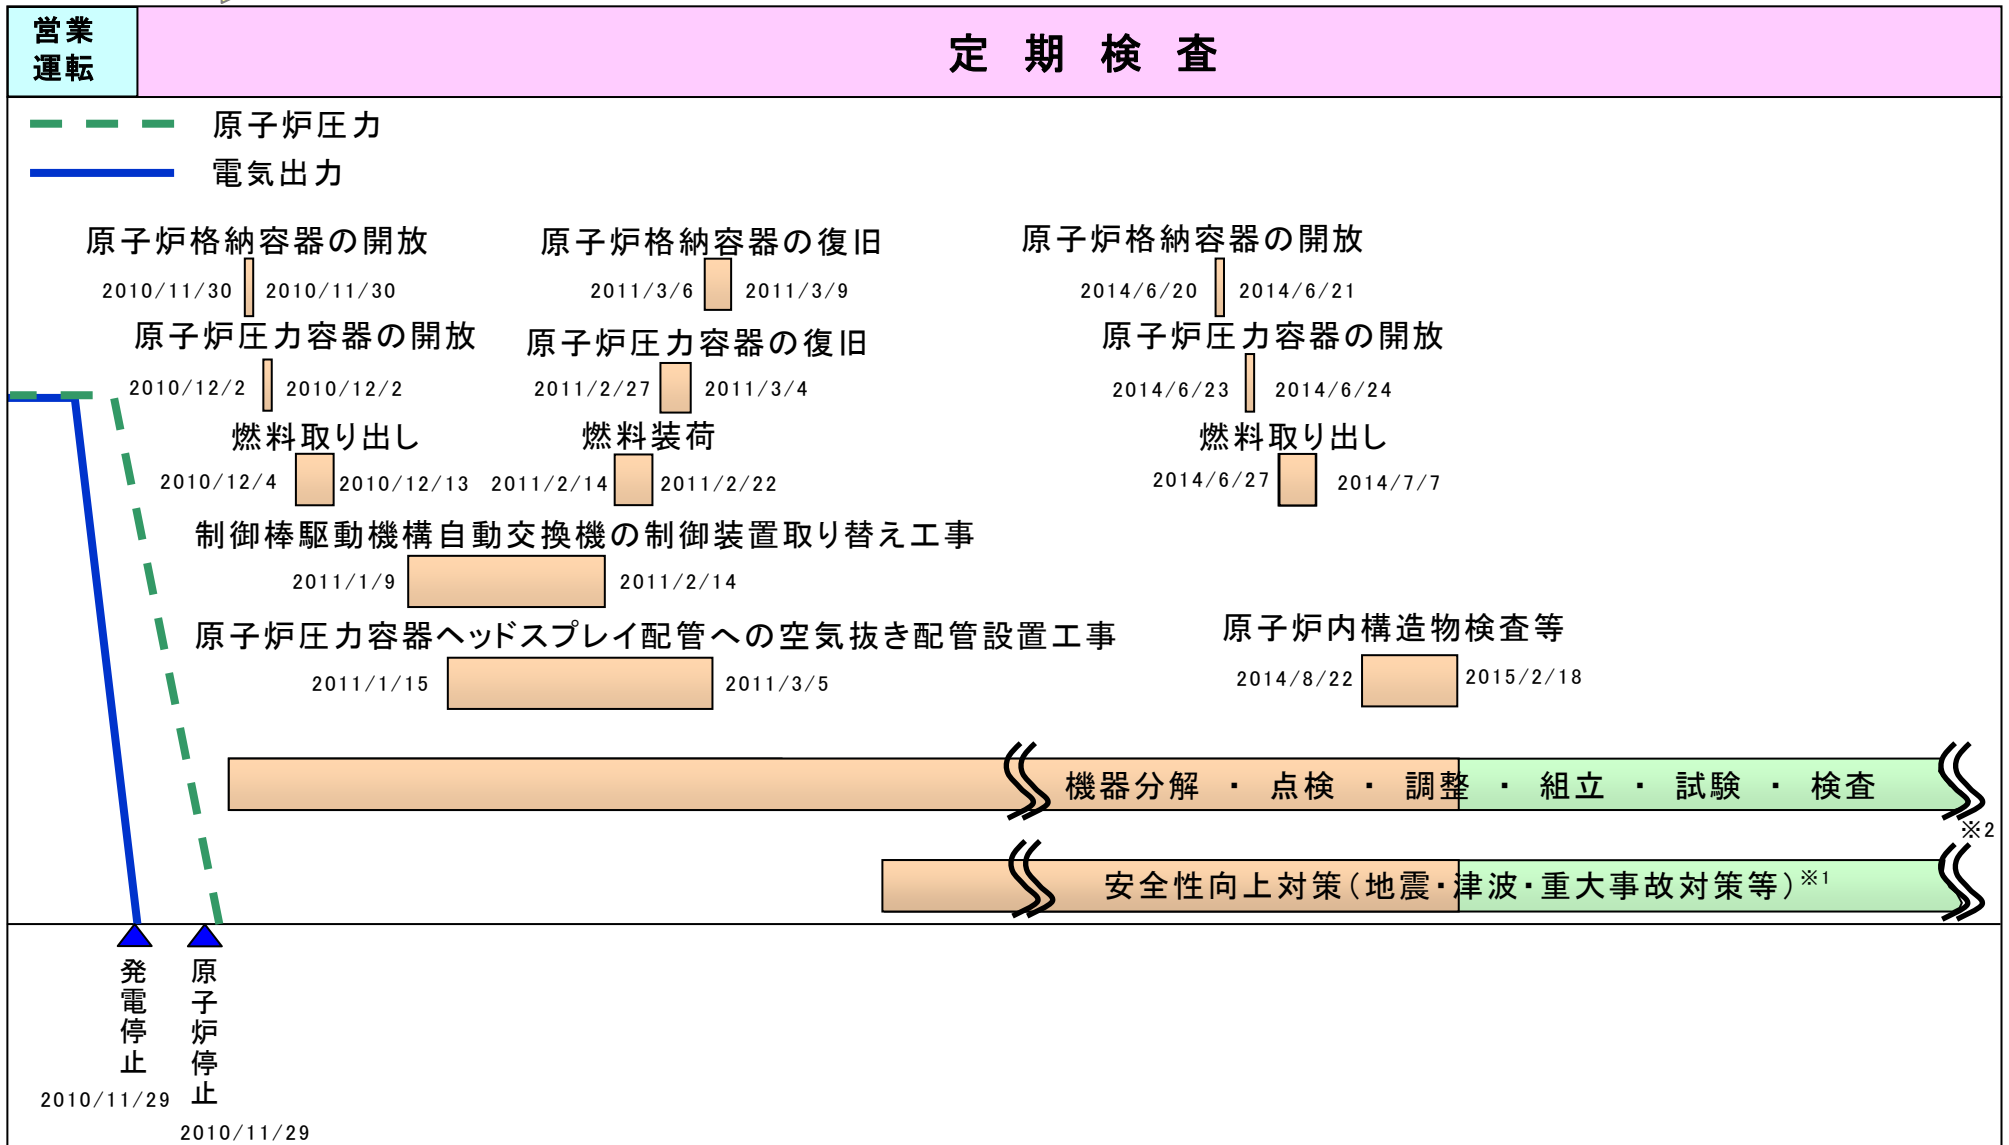 営業
運転
定期検査
原子炉圧力
電気出力
原子炉格納容器の開放
2010/11/30 2010/11/30
原子炉格納容器の復旧
2011/3/6 2011/3/9
原子炉格納容器の開放
2014/6/20 2014/6/21
原子炉圧力容器の開放
2010/12/2 2010/12/2
原子炉圧力容器の復旧
2011/2/27 2011/3/4
原子炉圧力容器の開放
2014/6/23 2014/6/24
燃料取り出し
2010/12/4 2010/12/13
燃料装荷
2011/2/14 2011/2/22
燃料取り出し
2014/6/27 2014/7/7
制御棒駆動機構自動交換機の制御装置取り替え工事
2011/1/9 2011/2/14
原子炉圧力容器ヘッドスプレイ配管への空気抜き配管設置工事
2011/1/15 2011/3/5
原子炉内構造物検査等
2014/8/22 2015/2/18
機器分解 ・ 点検 ・ 調整 ・ 組立 ・ 試験 ・ 検査
※2
安全性向上対策(地震・津波・重大事故対策等)※1
発電停止
2010/11/29
原子炉停止
2010/11/29